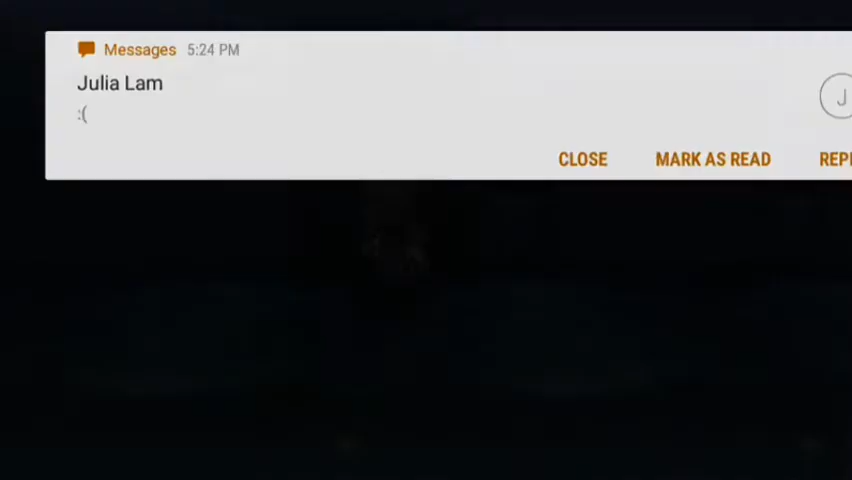 Messages 5:24 PM
Julia Lam
:(
J
CLOSE MARK AS READ